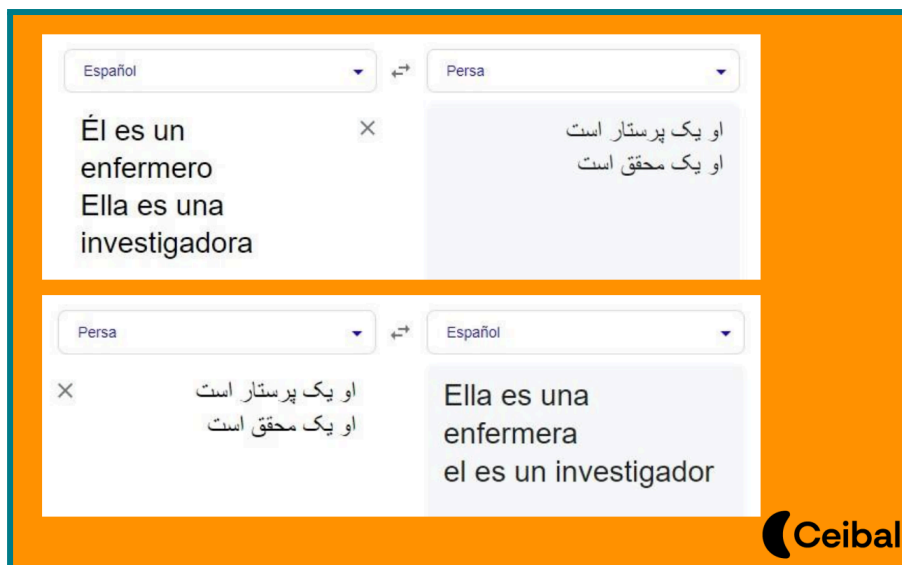 Español
Persa
Él es un
enfermero
Ella es una
investigadora
او یک پرستار است
او یک محقق است
Persa
Español
او یک پرستار است
او یک محقق است
Ella es una
enfermera
el es un investigador
Ceibal